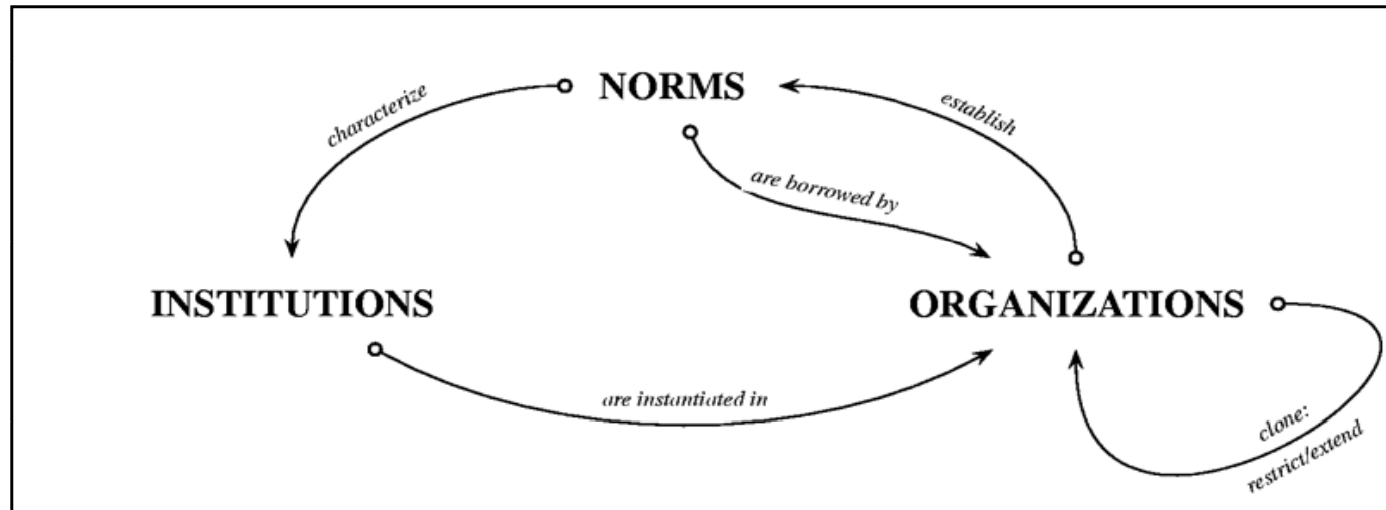 NORMS
characterize
establish
are borrowed by
INSTITUTIONS
ORGANIZATIONS
are instantiated in
clone:
restrict/extend